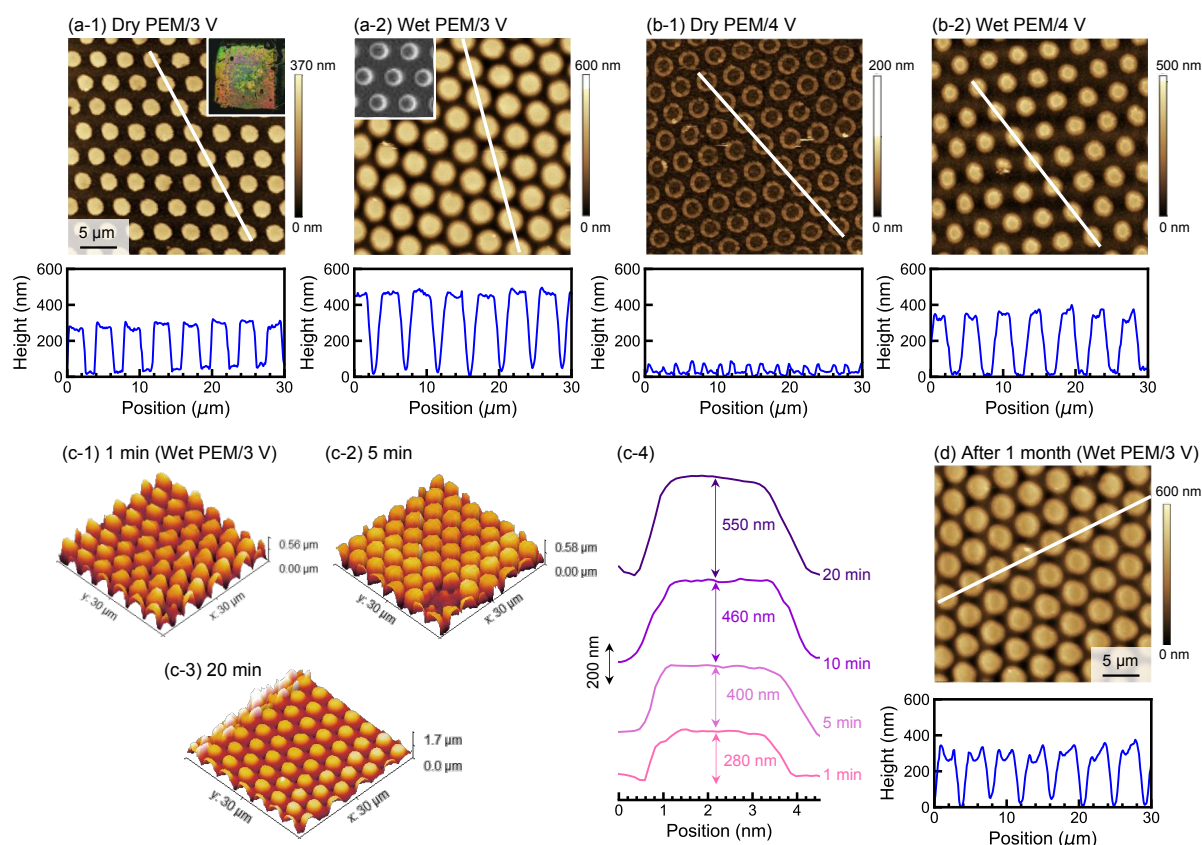 (a-1) Dry PEM/3 V
370 nm
0 nm
5 µm
(a-2) Wet PEM/3 V
600 nm
0 nm
(b-1) Dry PEM/4 V
200 nm
0 nm
(b-2) Wet PEM/4 V
500 nm
0 nm
600
400
200
0
Height (nm)
0 10 20 30
Position (µm)
600
400
200
0
Height (nm)
0 10 20 30
Position (µm)
600
400
200
0
Height (nm)
0 10 20 30
Position (µm)
600
400
200
0
Height (nm)
0 10 20 30
Position (µm)
(c-1) 1 min (Wet PEM/3 V)
0.56 µm
0.00 µm
y: 30 µm
x: 30 µm
(c-2) 5 min
0.58 µm
0.00 µm
y: 30 µm
x: 30 µm
(c-3) 20 min
1.7 µm
0.0 µm
y: 30 µm
x: 30 µm
(c-4)
550 nm
20 min
460 nm
10 min
200 nm
400 nm
5 min
280 nm
1 min
0 1 2 3 4
Position (nm)
(d) After 1 month (Wet PEM/3 V)
600 nm
0 nm
5 µm
600
400
200
0
Height (nm)
0 10 20 30
Position (µm)